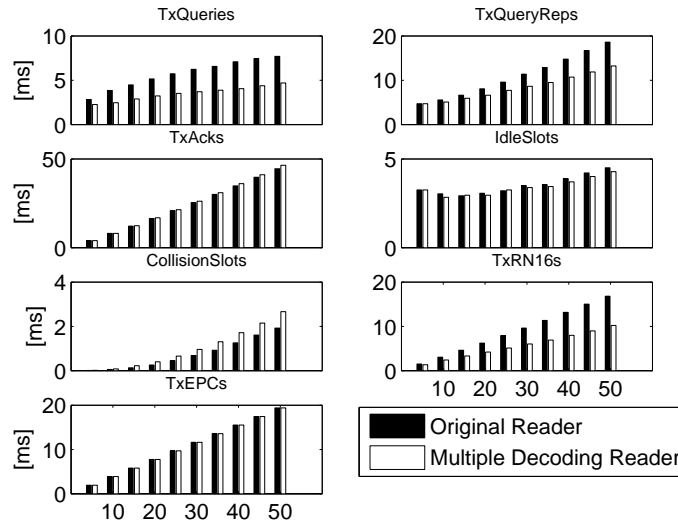 TxQueries
TxQueryReps
10
5
0
[ms]
20
10
0
TxAcks
IdleSlots
50
0
5
0
CollisionSlots
TxRN16s
4
2
0
[ms]
20
10
0
10 20 30 40 50
TxEPCs
20
10
0
[ms]
10 20 30 40 50
Original Reader
Multiple Decoding Reader